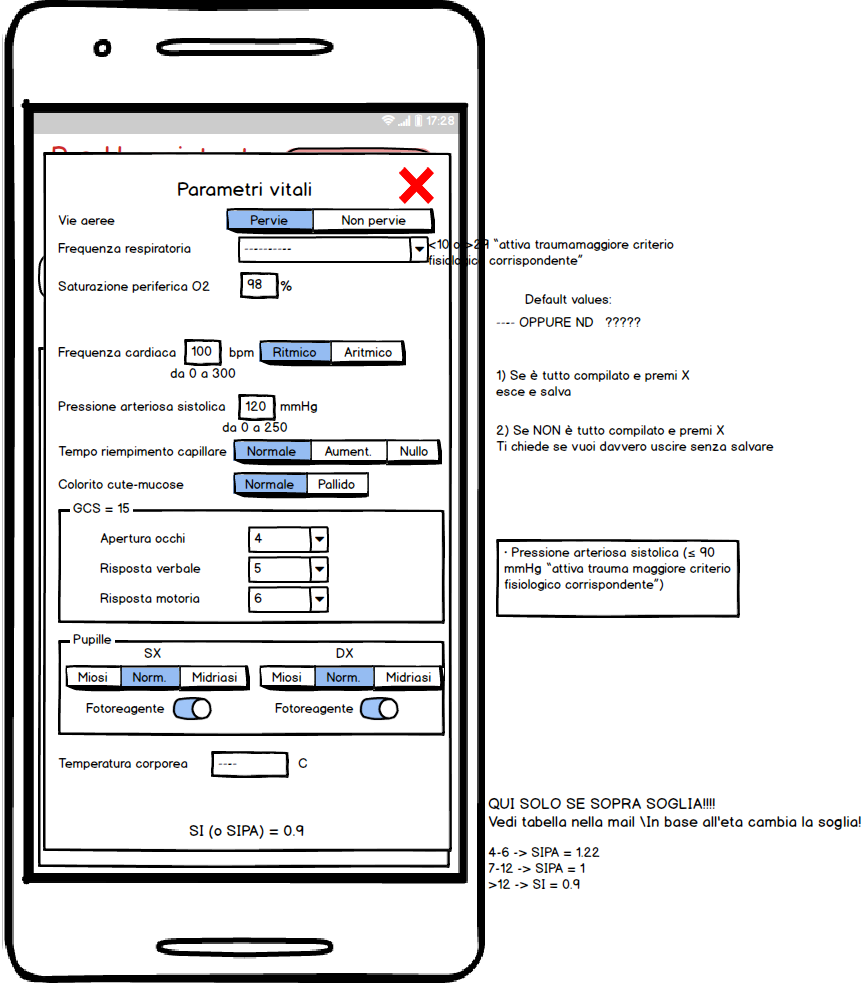 17:28
Parametri vitali
Vie aeree Pervie Non pervie
Frequenza respiratoria ---------- <10 o >29 "attiva traumamaggiore criterio
fisiologico corrispondente"
Saturazione periferica O2 98 %
Default values:
---- OPPURE ND ?????
Frequenza cardiaca 100 bpm Ritmico Aritmico
da 0 a 300
1) Se è tutto compilato e premi X
esce e salva
Pressione arteriosa sistolica 120 mmHg
da 0 a 250
2) Se NON è tutto compilato e premi X
Ti chiede se vuoi davvero uscire senza salvare
Tempo riempimento capillare Normale Aument. Nullo
Colorito cute-mucose Normale Pallido
GCS = 15
Apertura occhi 4
Risposta verbale 5
Risposta motoria 6
· Pressione arteriosa sistolica (≤ 90
mmHg "attiva trauma maggiore criterio
fisiologico corrispondente")
Pupille
SX DX
Miosi Norm. Midriasi Miosi Norm. Midriasi
Fotoreagente Fotoreagente
Temperatura corporea ---- C
SI (o SIPA) = 0.9
QUI SOLO SE SOPRA SOGLIA!!!!
Vedi tabella nella mail \In base all'eta cambia la soglia!
4-6 -> SIPA = 1.22
7-12 -> SIPA = 1
>12 -> SI = 0.9